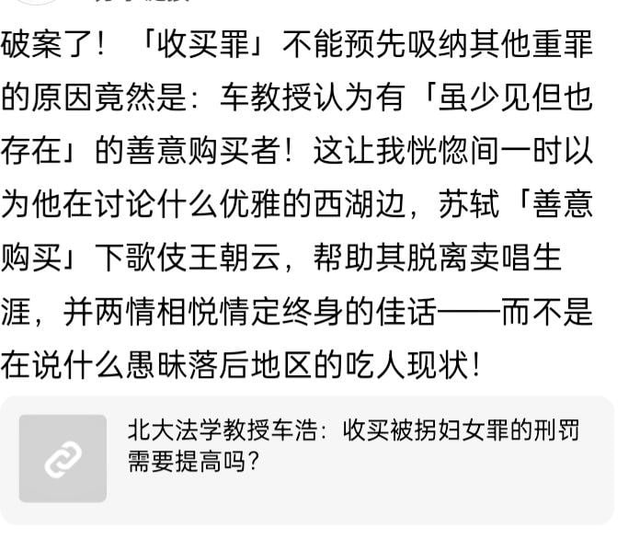 破案了！「收买罪」不能预先吸纳其他重罪
的原因竟然是：车教授认为有「虽少见但也
存在」的善意购买者！这让我恍惚间一时以
为他在讨论什么优雅的西湖边，苏轼「善意
购买」下歌伎王朝云，帮助其脱离卖唱生
涯，并两情相悦情定终身的佳话——而不是
在说什么愚昧落后地区的吃人现状！
北大法学教授车浩：收买被拐妇女罪的刑罚
需要提高吗？